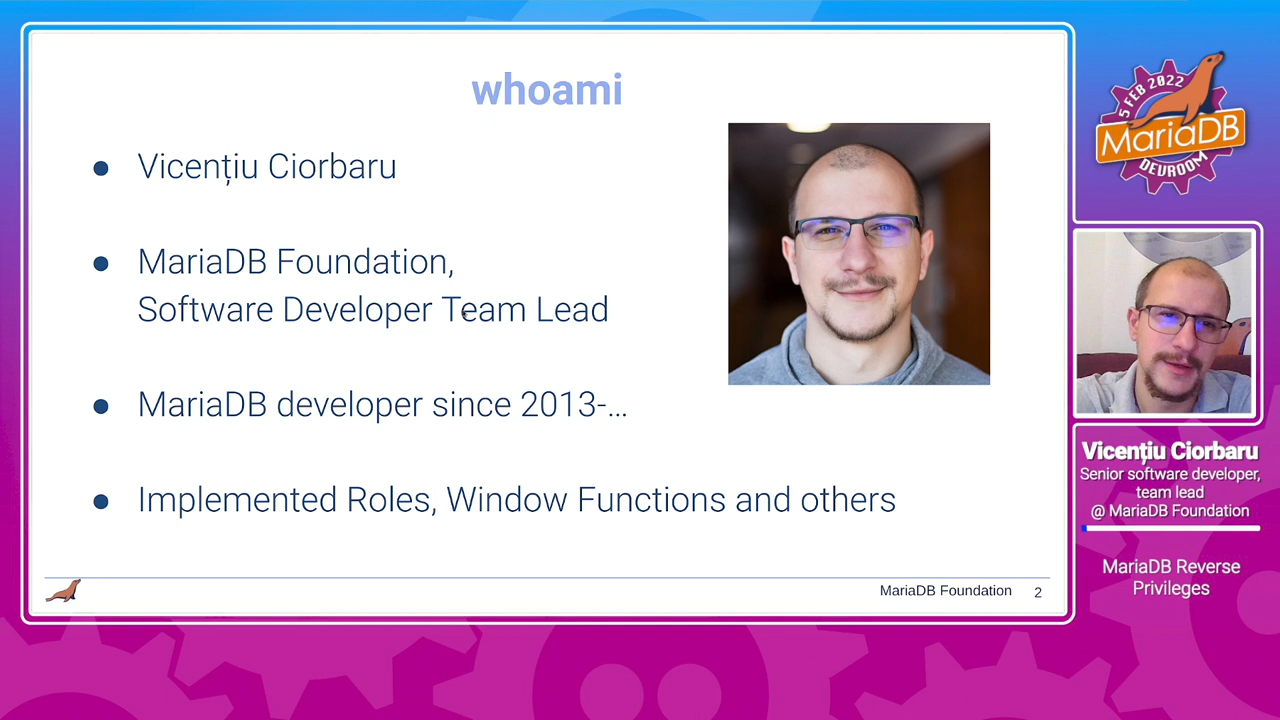 whoami
● Vicențiu Ciorbaru
● MariaDB Foundation,
Software Developer Team Lead
● MariaDB developer since 2013-...
● Implemented Roles, Window Functions and others
MariaDB Foundation 2
5 FEB 2022
MariaDB
DEVROOM
Vicențiu Ciorbaru
Senior software developer,
team lead
@ MariaDB Foundation
MariaDB Reverse
Privileges